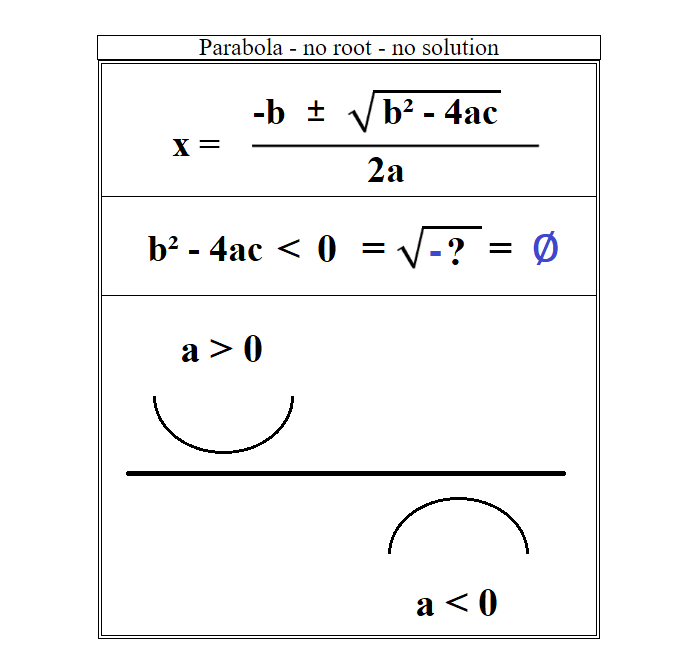 Parabola - no root - no solution
x = -b ± √b² - 4ac
2a
b² - 4ac < 0 = √-? = Ø
a > 0
a < 0